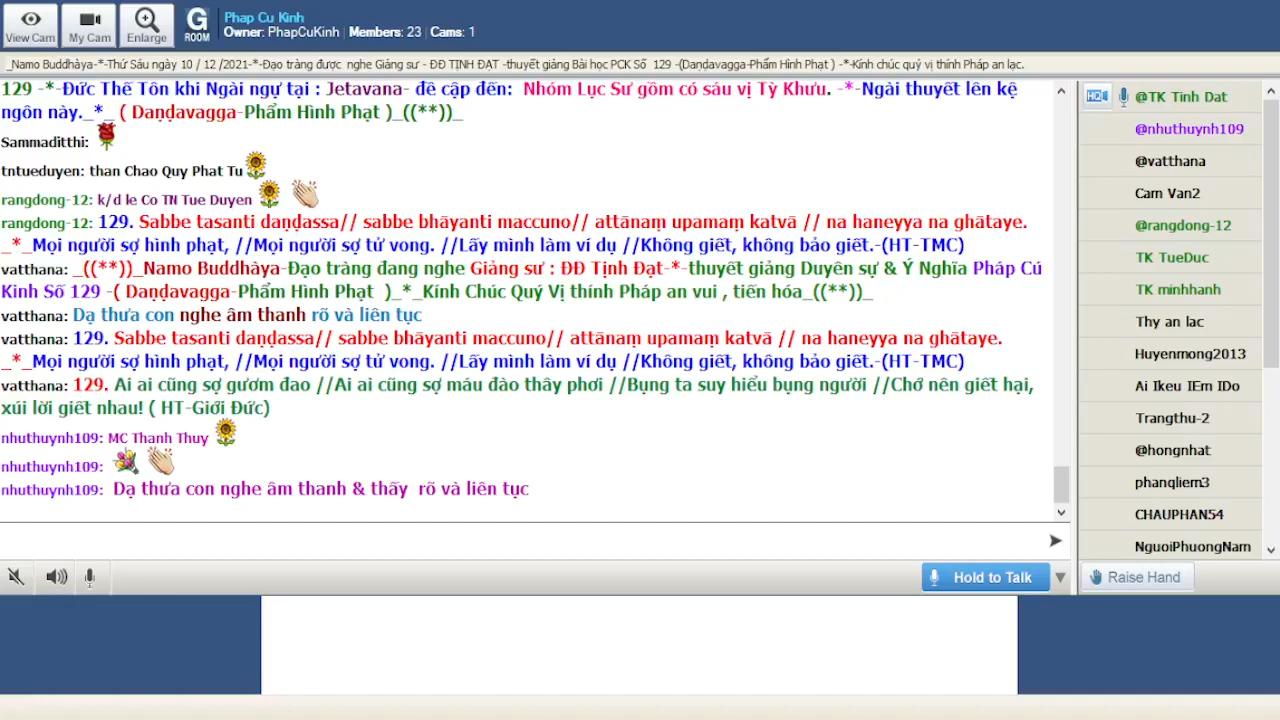 View Cam
My Cam
Enlarge
G
ROOM
Phap Cu Kinh
Owner: PhapCuKinh | Members: 23 | Cams: 1
_Namo Buddhàya-*-Thứ Sáu ngày 10 / 12 /2021-*-Đạo tràng được nghe Giảng sư - ĐĐ TỊNH ĐẠT -thuyết giảng Bài học PCK Số 129 -(Daṇḍavagga-Phẩm Hình Phạt ) -*-Kính chúc quý vị thính Pháp an lạc.
129 -*-Đức Thế Tôn khi Ngài ngự tại : Jetavana- đề cập đến: Nhóm Lục Sư gồm có sáu vị Tỳ Khưu. -*-Ngài thuyết lên kệ
ngôn này._*_ ( Daṇḍavagga-Phẩm Hình Phạt )_((**))_
Sammadìtthi:
tntueduyen: than Chao Quy Phat Tu
rangdong-12: k/d le Co TN Tue Duyen
rangdong-12: 129. Sabbe tasanti daṇḍassa// sabbe bhāyanti maccuno// attānaṃ upamaṃ katvā // na haneyya na ghātaye.
_*_Mọi người sợ hình phạt, //Mọi người sợ tử vong. //Lấy mình làm ví dụ //Không giết, không bảo giết.-(HT-TMC)
vatthana: _((**))_Namo Buddhàya-Đạo tràng đang nghe Giảng sư : ĐĐ Tịnh Đạt-*-thuyết giảng Duyên sự & Ý Nghĩa Pháp Cú
Kinh Số 129 -( Daṇḍavagga-Phẩm Hình Phạt )_*_Kính Chúc Quý Vị thính Pháp an vui , tiến hóa_((**))_
vatthana: Dạ thưa con nghe âm thanh rõ và liên tục
vatthana: 129. Sabbe tasanti daṇḍassa// sabbe bhāyanti maccuno// attānaṃ upamaṃ katvā // na haneyya na ghātaye.
_*_Mọi người sợ hình phạt, //Mọi người sợ tử vong. //Lấy mình làm ví dụ //Không giết, không bảo giết.-(HT-TMC)
vatthana: 129. Ai ai cũng sợ gươm đao //Ai ai cũng sợ máu đào thây phơi //Bụng ta suy hiểu bụng người //Chớ nên giết hại,
xúi lời giết nhau! ( HT-Giới Đức)
nhuthuynh109: MC Thanh Thuy
nhuthuynh109:
nhuthuynh109: Dạ thưa con nghe âm thanh & thấy rõ và liên tục
Hold to Talk
HQ
@TK Tinh Dat
@nhuthuynh109
@vatthana
Cam Van2
@rangdong-12
TK TueDuc
TK minhhanh
Thy an lac
Huyenmong2013
Ai Ikeu IEm IDo
Trangthu-2
@hongnhat
phanqliem3
CHAUPHAN54
NguoiPhuongNam
Raise Hand